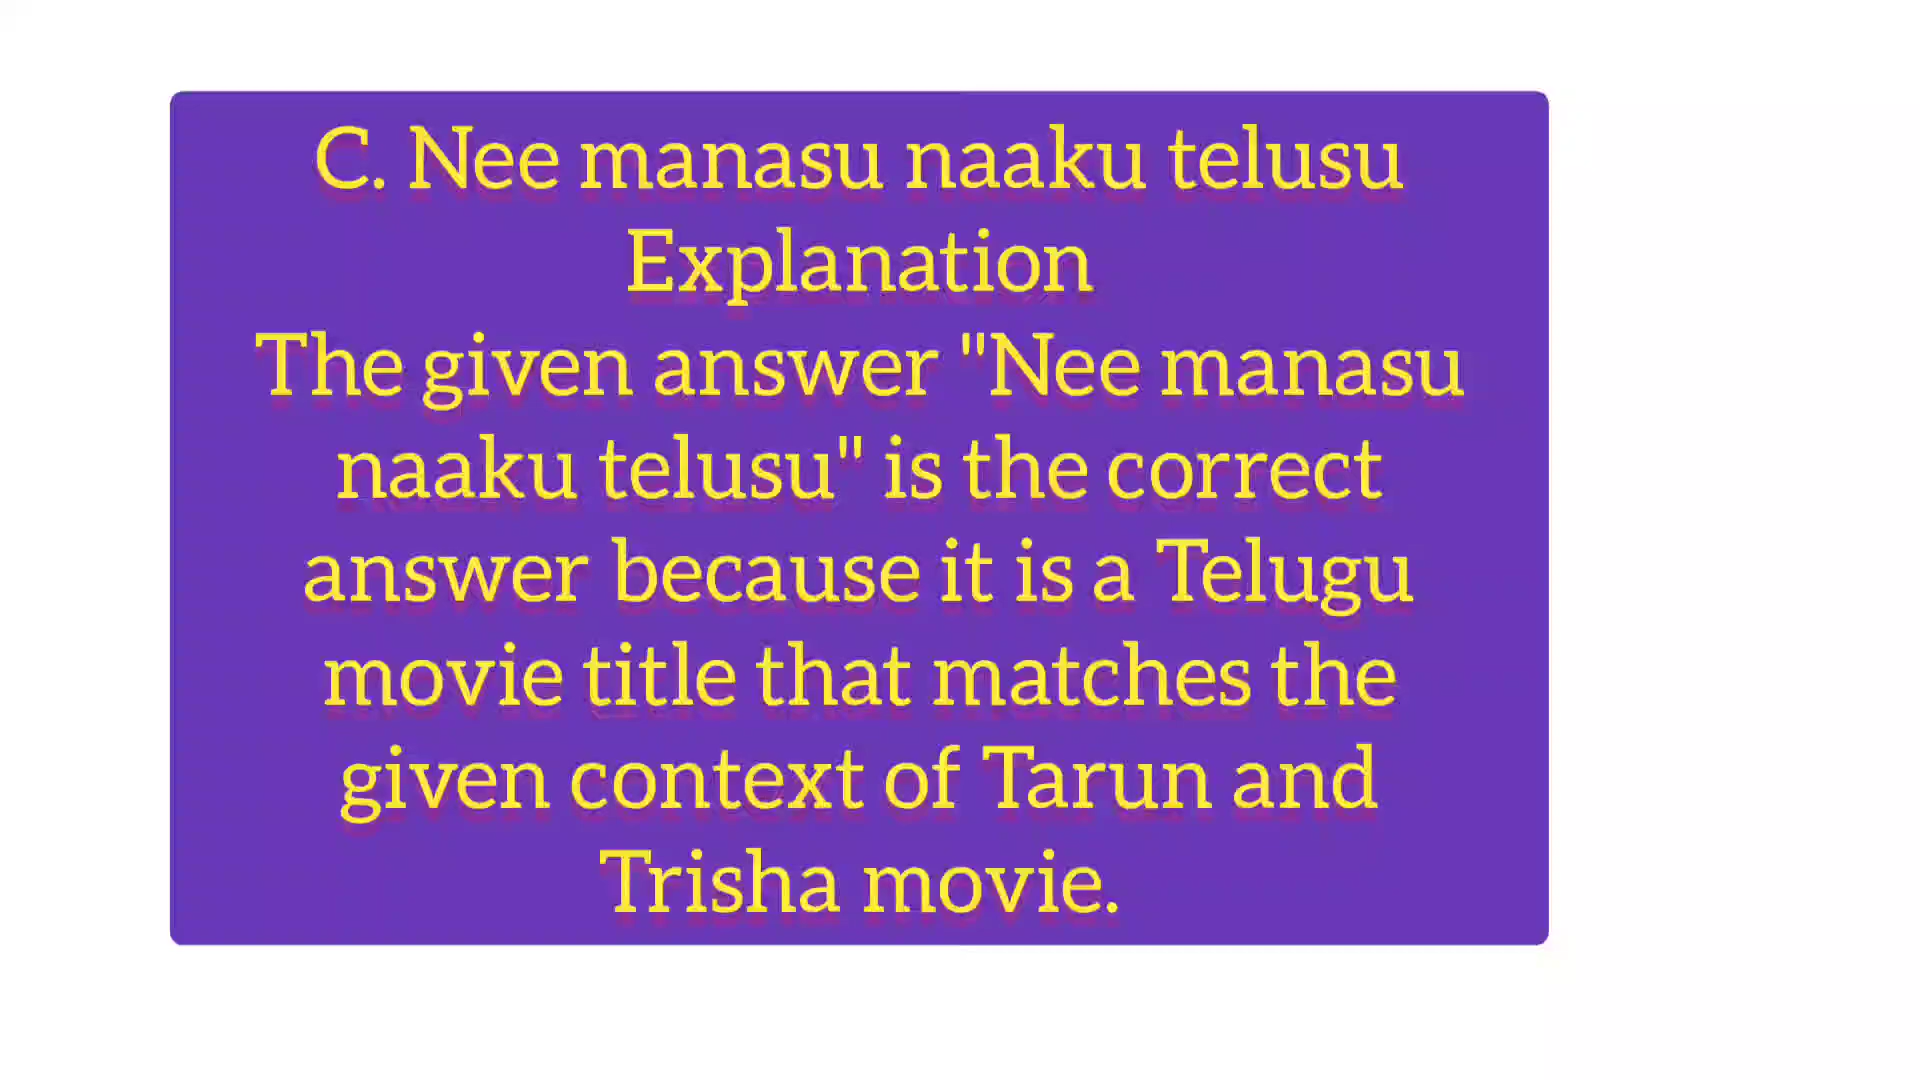 C. Nee manasu naaku telusu
Explanation
The given answer "Nee manasu
naaku telusu" is the correct
answer because it is a Telugu
movie title that matches the
given context of Tarun and
Trisha movie.